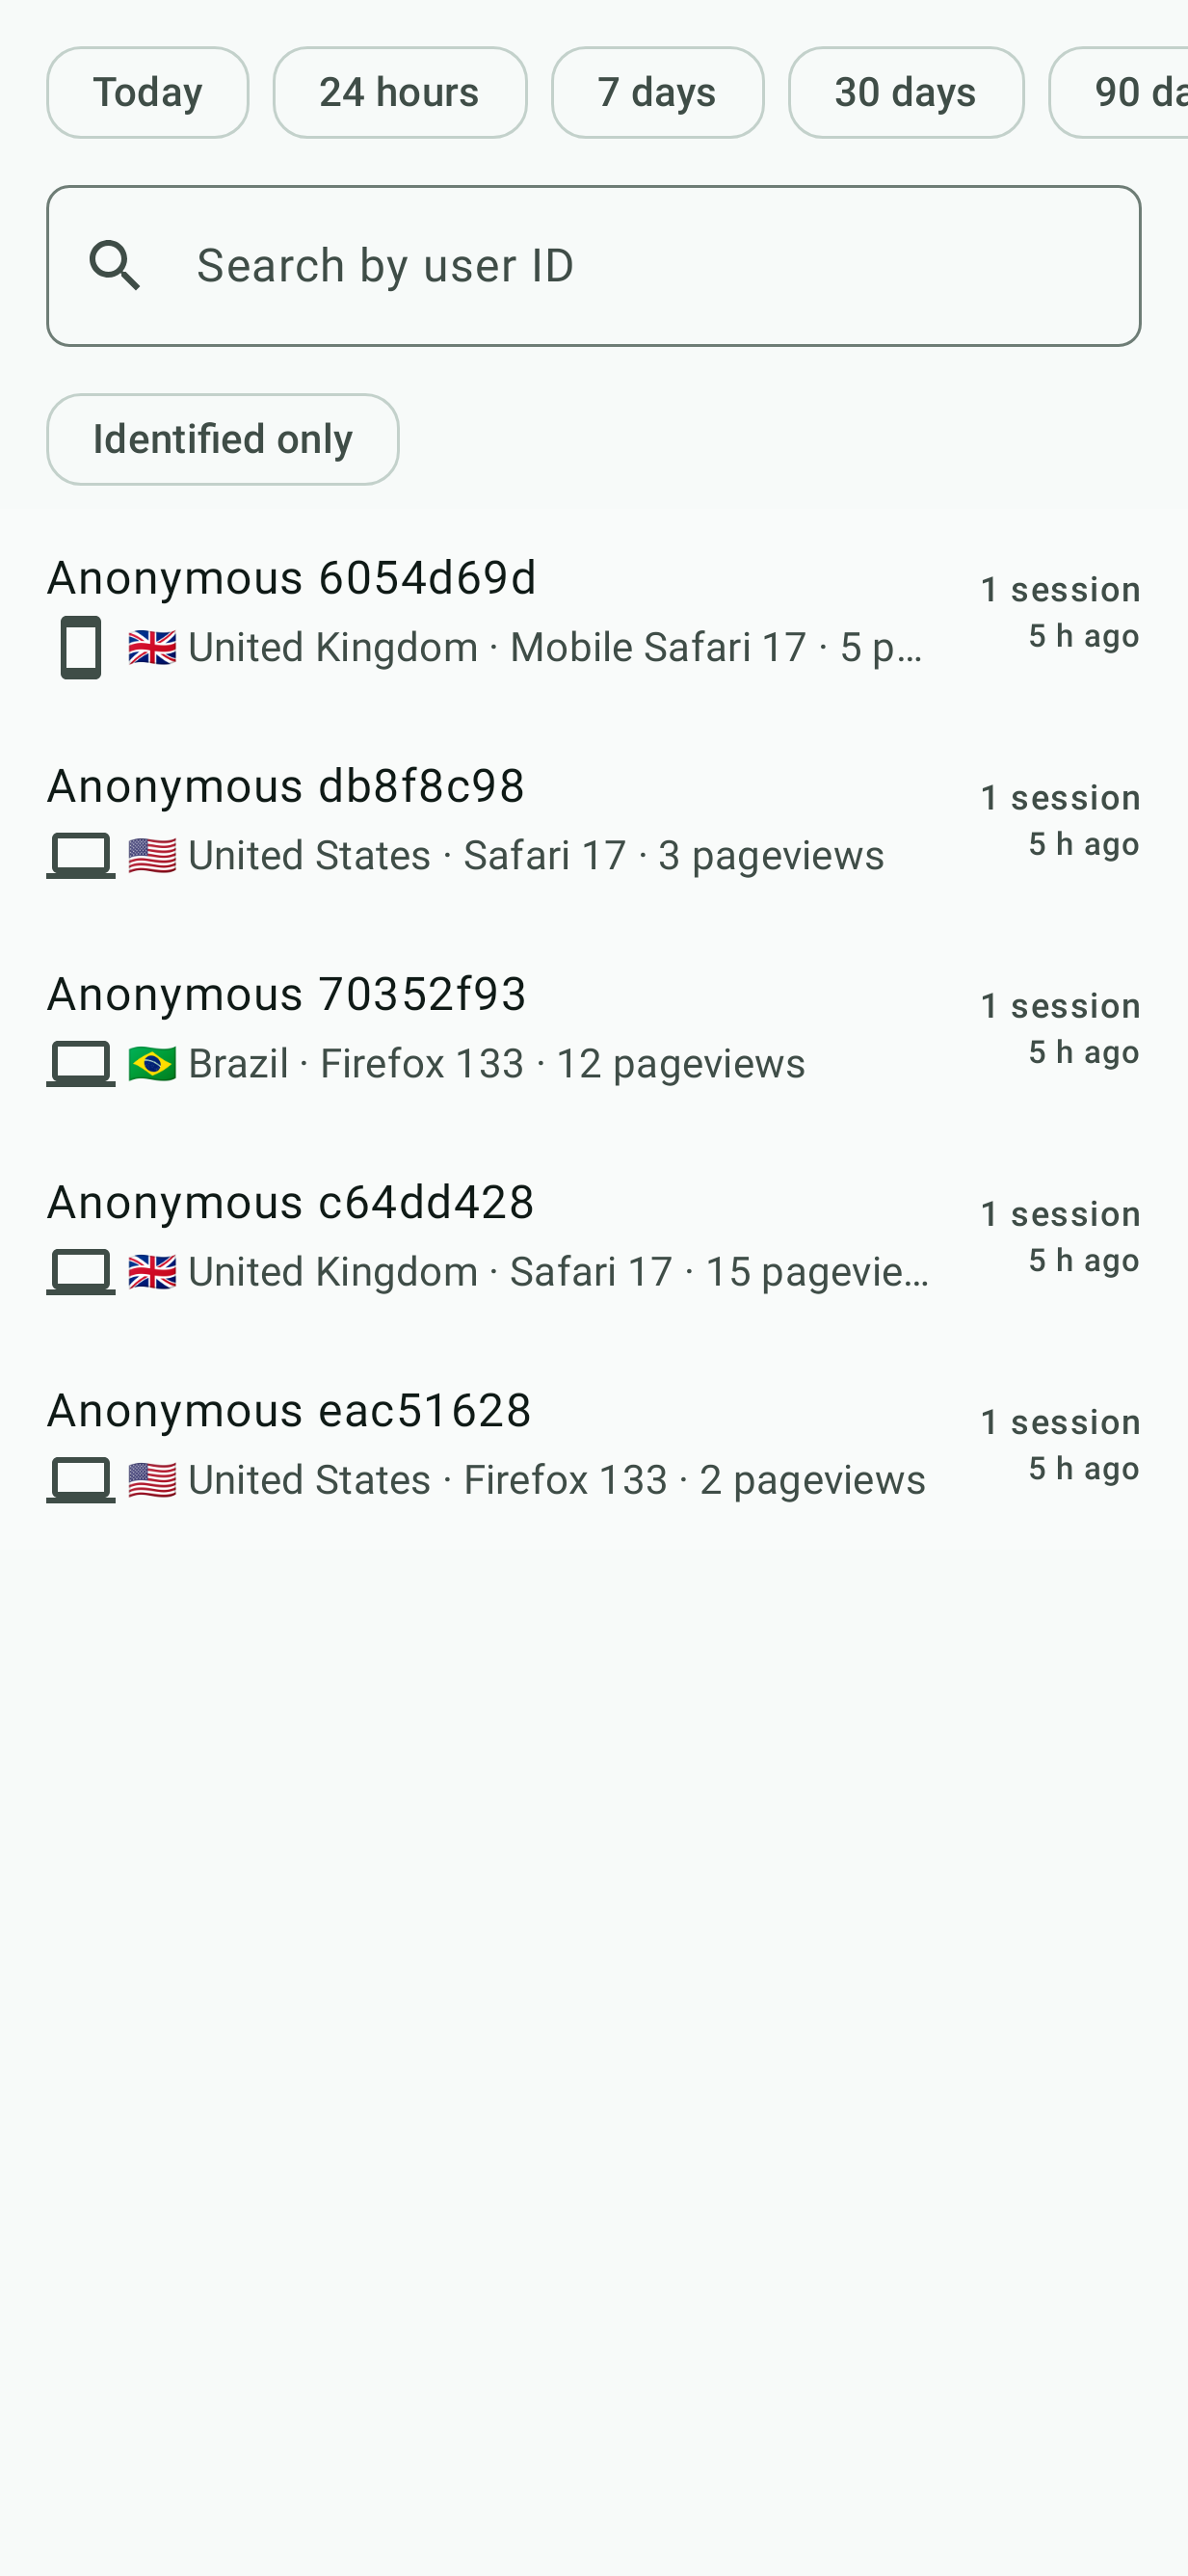 Today 24 hours 7 days 30 days 90 da
Search by user ID
Identified only
Anonymous 6054d69d
1 session
United Kingdom · Mobile Safari 17 · 5 p...
5 h ago
Anonymous db8f8c98
1 session
United States · Safari 17 · 3 pageviews
5 h ago
Anonymous 70352f93
1 session
Brazil · Firefox 133 · 12 pageviews
5 h ago
Anonymous c64dd428
1 session
United Kingdom · Safari 17 · 15 pagevie...
5 h ago
Anonymous eac51628
1 session
United States · Firefox 133 · 2 pageviews
5 h ago